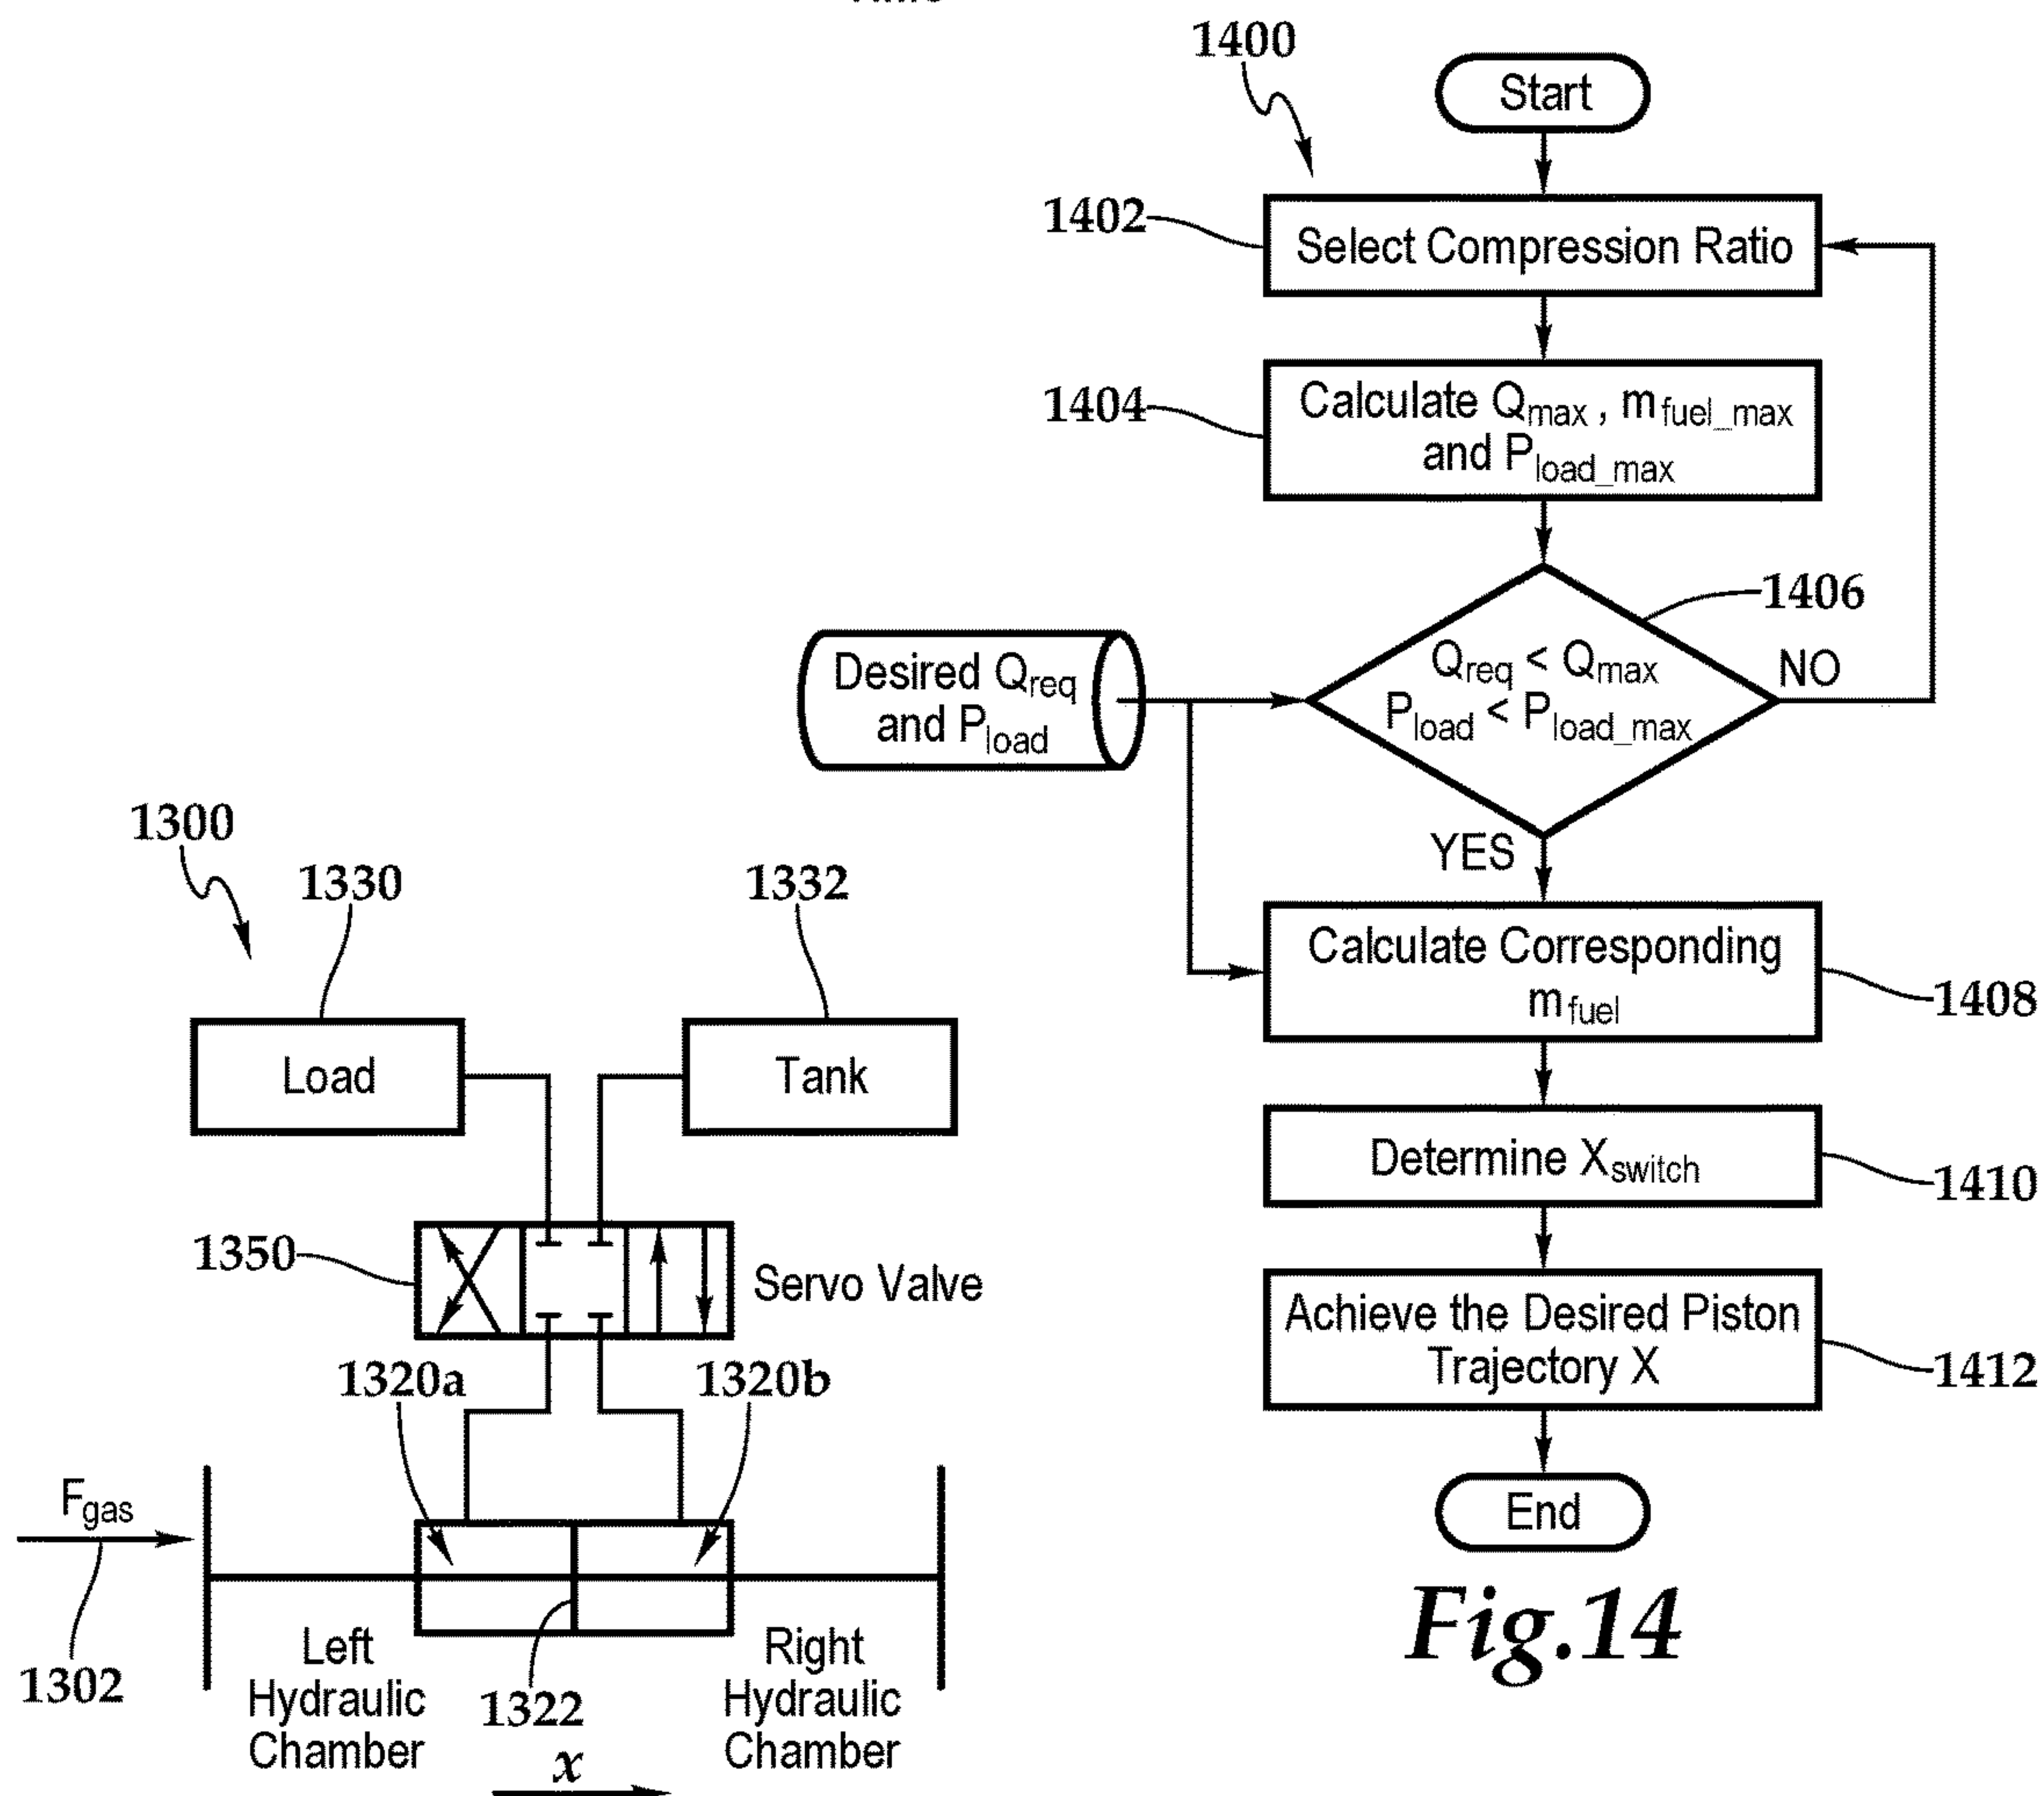 1400
Start
1402
Select Compression Ratio
1404
Calculate Qmax , mfuel_max
and Pload_max
1406
Desired Qreq
and Pload
Qreq < Qmax
Pload < Pload_max
NO
YES
Calculate Corresponding
mfuel
1408
Determine Xswitch
1410
Achieve the Desired Piston
Trajectory X
1412
End
Fig.14
1300
1330
1332
Load
Tank
1350
Servo Valve
1320a
1320b
Fgas
1302
Left
Hydraulic
Chamber
1322
Right
Hydraulic
Chamber
x